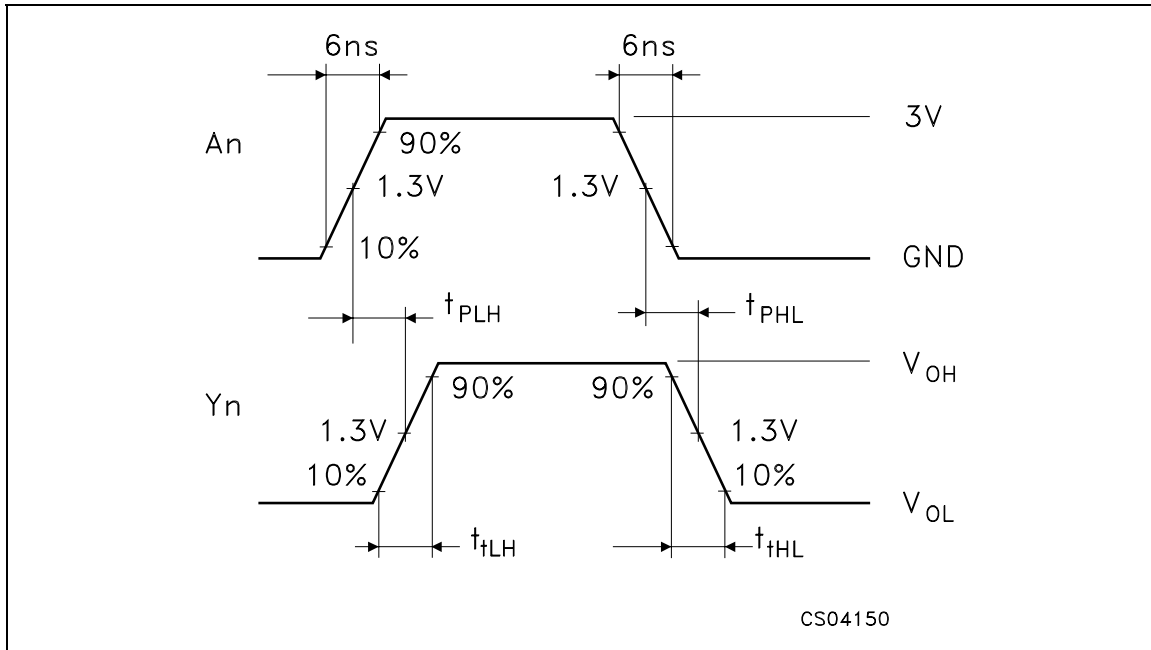 6ns 6ns
3V
An
90%
1.3V 1.3V
10%
GND
tPLH tPHL
VOH
90% 90%
Yn
1.3V 1.3V
10% 10%
VOL
ttLH ttHL
CS04150